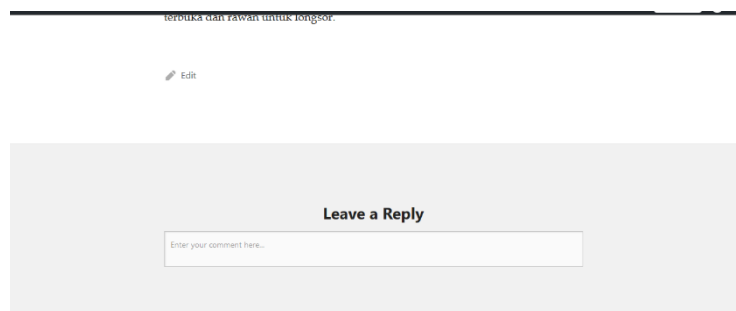 terbuka dan rawan untuk longsor.
Edit
Leave a Reply
Enter your comment here...